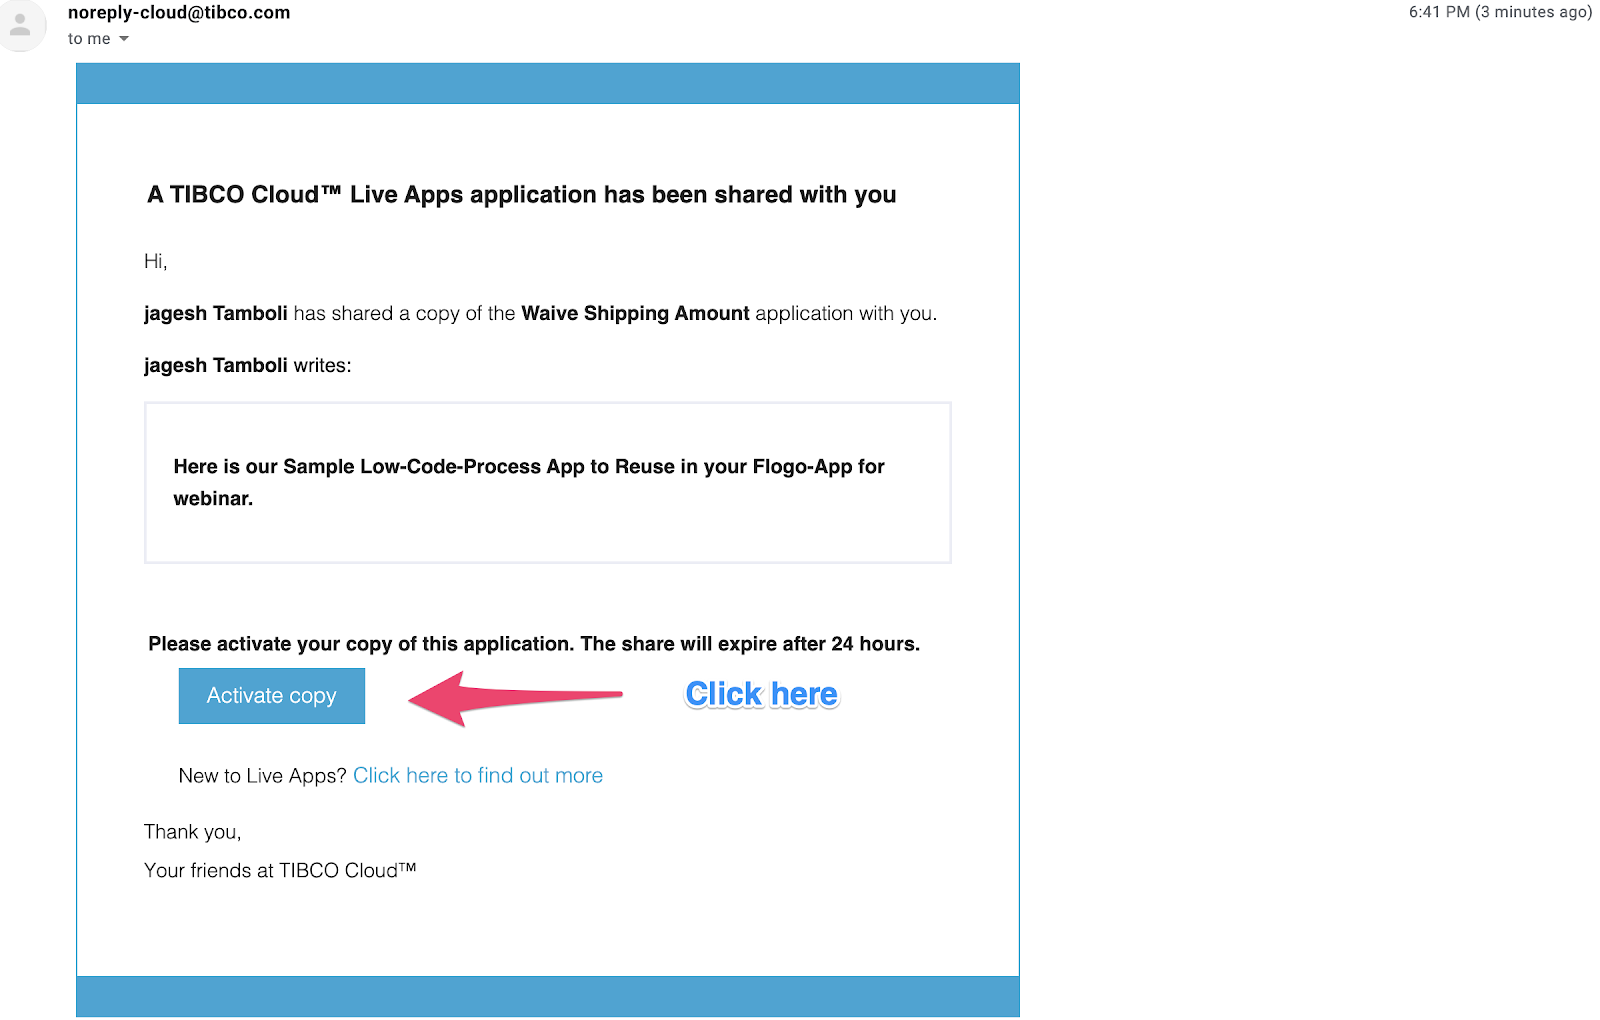 noreply-cloud@tibco.com
6:41 PM (3 minutes ago)
to me
A TIBCO Cloud™ Live Apps application has been shared with you
Hi,
jagesh Tamboli has shared a copy of the Waive Shipping Amount application with you.
jagesh Tamboli writes:
Here is our Sample Low-Code-Process App to Reuse in your Flogo-App for
webinar.
Please activate your copy of this application. The share will expire after 24 hours.
Activate copy
Click here
New to Live Apps? Click here to find out more
Thank you,
Your friends at TIBCO Cloud™